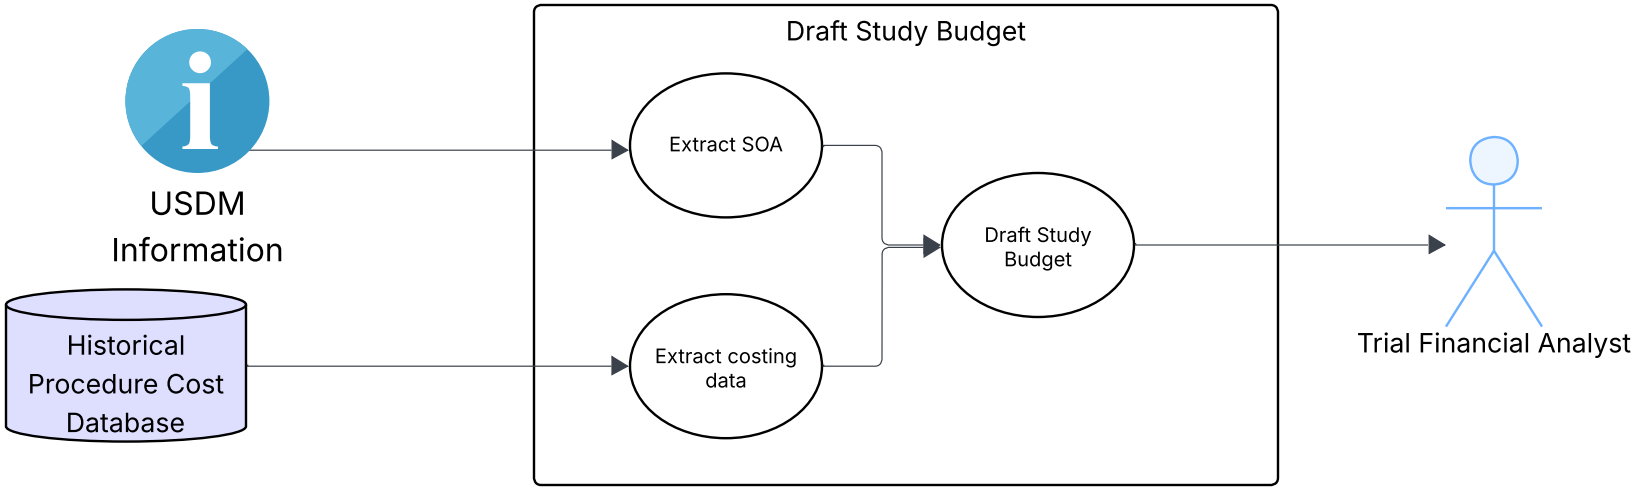 Draft Study Budget
USDM
Information
Extract SOA
Draft Study
Budget
Historical
Procedure Cost
Database
Extract costing
data
Trial Financial Analyst